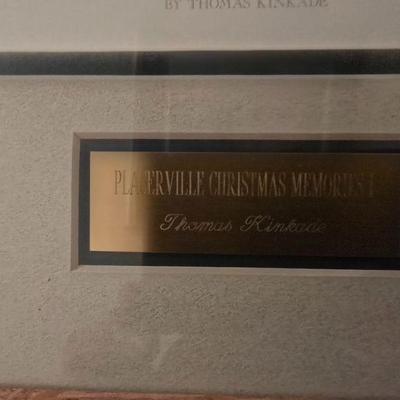 BY THOMAS KINKADE
PLACERVILLE CHRISTMAS MEMORIES I
Thomas Kinkade